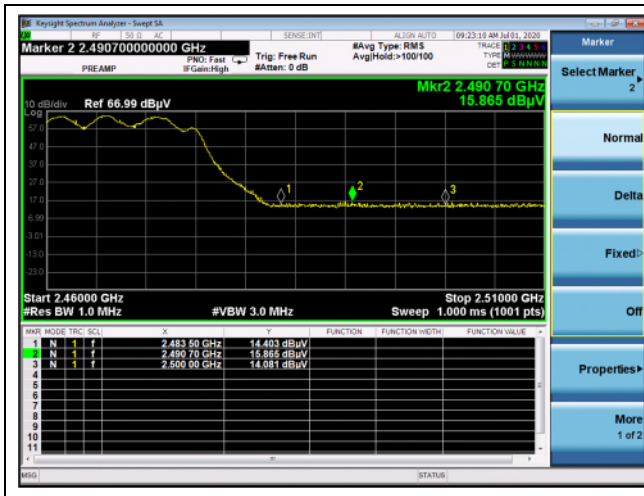 Keysight Spectrum Analyzer - Swept SA
RF 50 Ω AC SENSE:INT ALIGN AUTO 09:23:10 AM Jul 01, 2020
Marker 2 2.490700000000 GHz
PREAMP
PNO: Fast
IFGain:High
Trig: Free Run
#Atten: 0 dB
#Avg Type: RMS
Avg|Hold:>100/100
TRACE 1 2 3 4 5 6
TYPE
DET P S N N N N
Mkr2 2.490 70 GHz
15.865 dBµV
10 dB/div Ref 66.99 dBµV
Log
57.0
47.0
37.0
27.0
17.0
6.99
-3.01
-13.0
-23.0
1
2
3
Start 2.46000 GHz Stop 2.51000 GHz
#Res BW 1.0 MHz #VBW 3.0 MHz Sweep 1.000 ms (1001 pts)
MKR MODE TRC SCL X Y FUNCTION FUNCTION WIDTH FUNCTION VALUE
1 N 1 f 2.483 50 GHz 14.403 dBµV
2 N 1 f 2.490 70 GHz 15.865 dBµV
3 N 1 f 2.500 00 GHz 14.081 dBµV
4
5
6
7
8
9
10
11
MSG STATUS
Marker
Select Marker
2
Normal
Delta
Fixed
Off
Properties
More
1 of 2